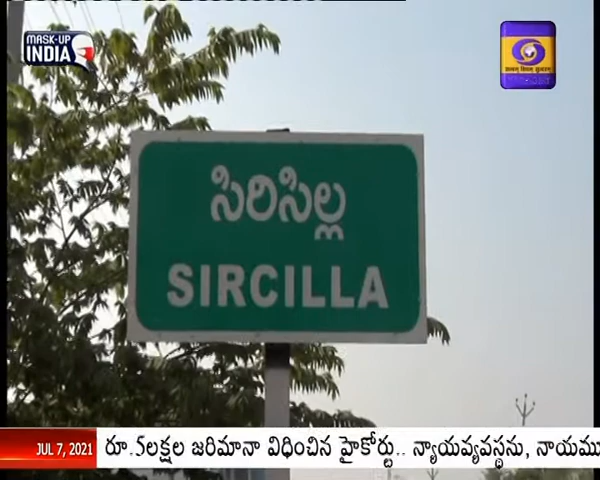 MASK-UP
INDIA
సిరిసిల్ల
SIRCILLA
JUL 7, 2021
రూ.5లక్షల జరిమానా విధించిన హైకోర్టు.. న్యాయవ్యవస్థను, నాయము